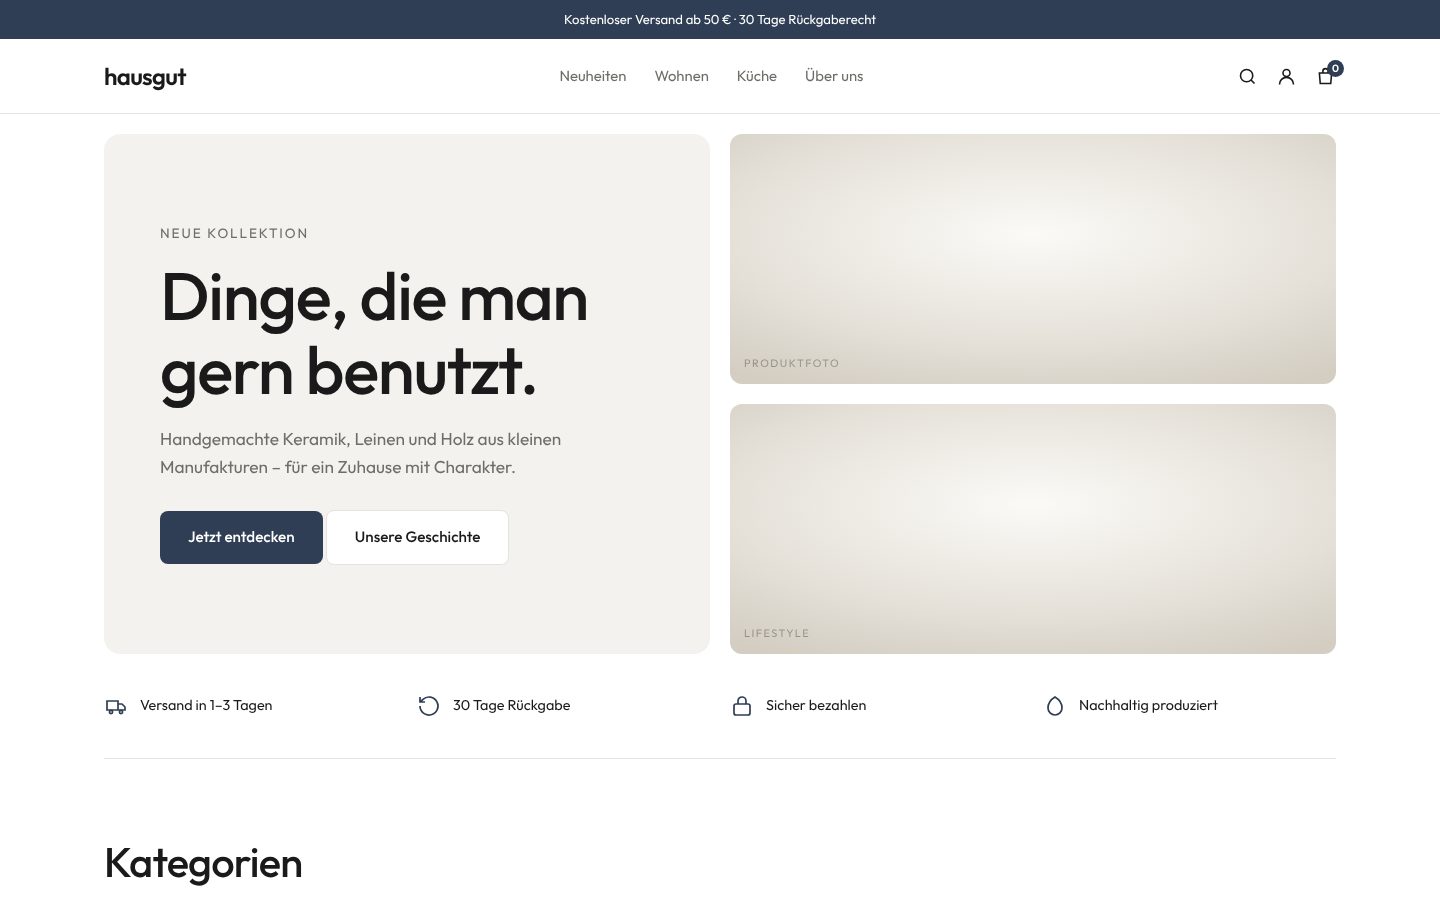 Kostenloser Versand ab 50 € · 30 Tage Rückgaberecht
hausgut
Neuheiten
Wohnen
Küche
Über uns
0
NEUE KOLLEKTION
Dinge, die man
gern benutzt.
Handgemachte Keramik, Leinen und Holz aus kleinen
Manufakturen – für ein Zuhause mit Charakter.
Jetzt entdecken
Unsere Geschichte
PRODUKTFOTO
LIFESTYLE
Versand in 1–3 Tagen
30 Tage Rückgabe
Sicher bezahlen
Nachhaltig produziert
Kategorien